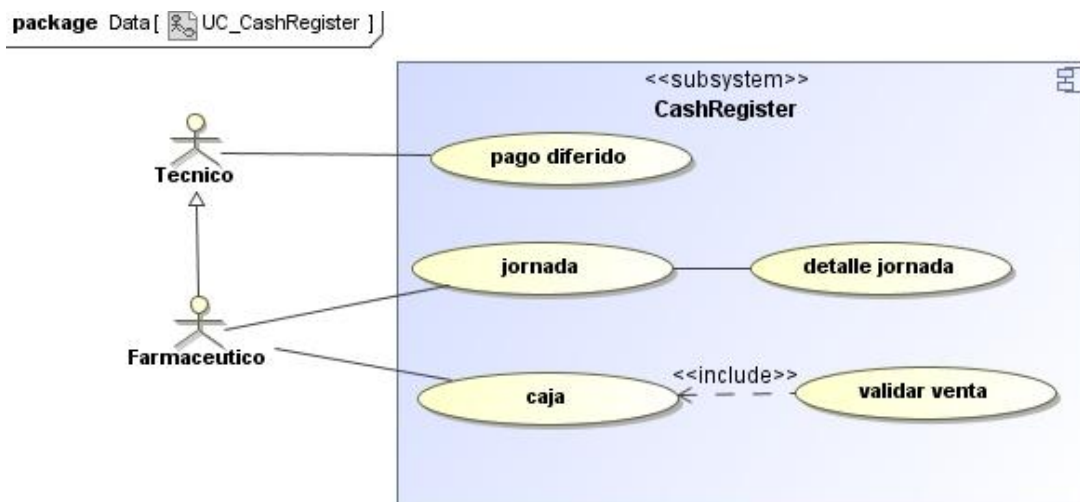 package Data [ UC_CashRegister ]
<<subsystem>>
CashRegister
pago diferido
Tecnico
jornada
detalle jornada
Farmaceutico
<<include>>
caja
validar venta